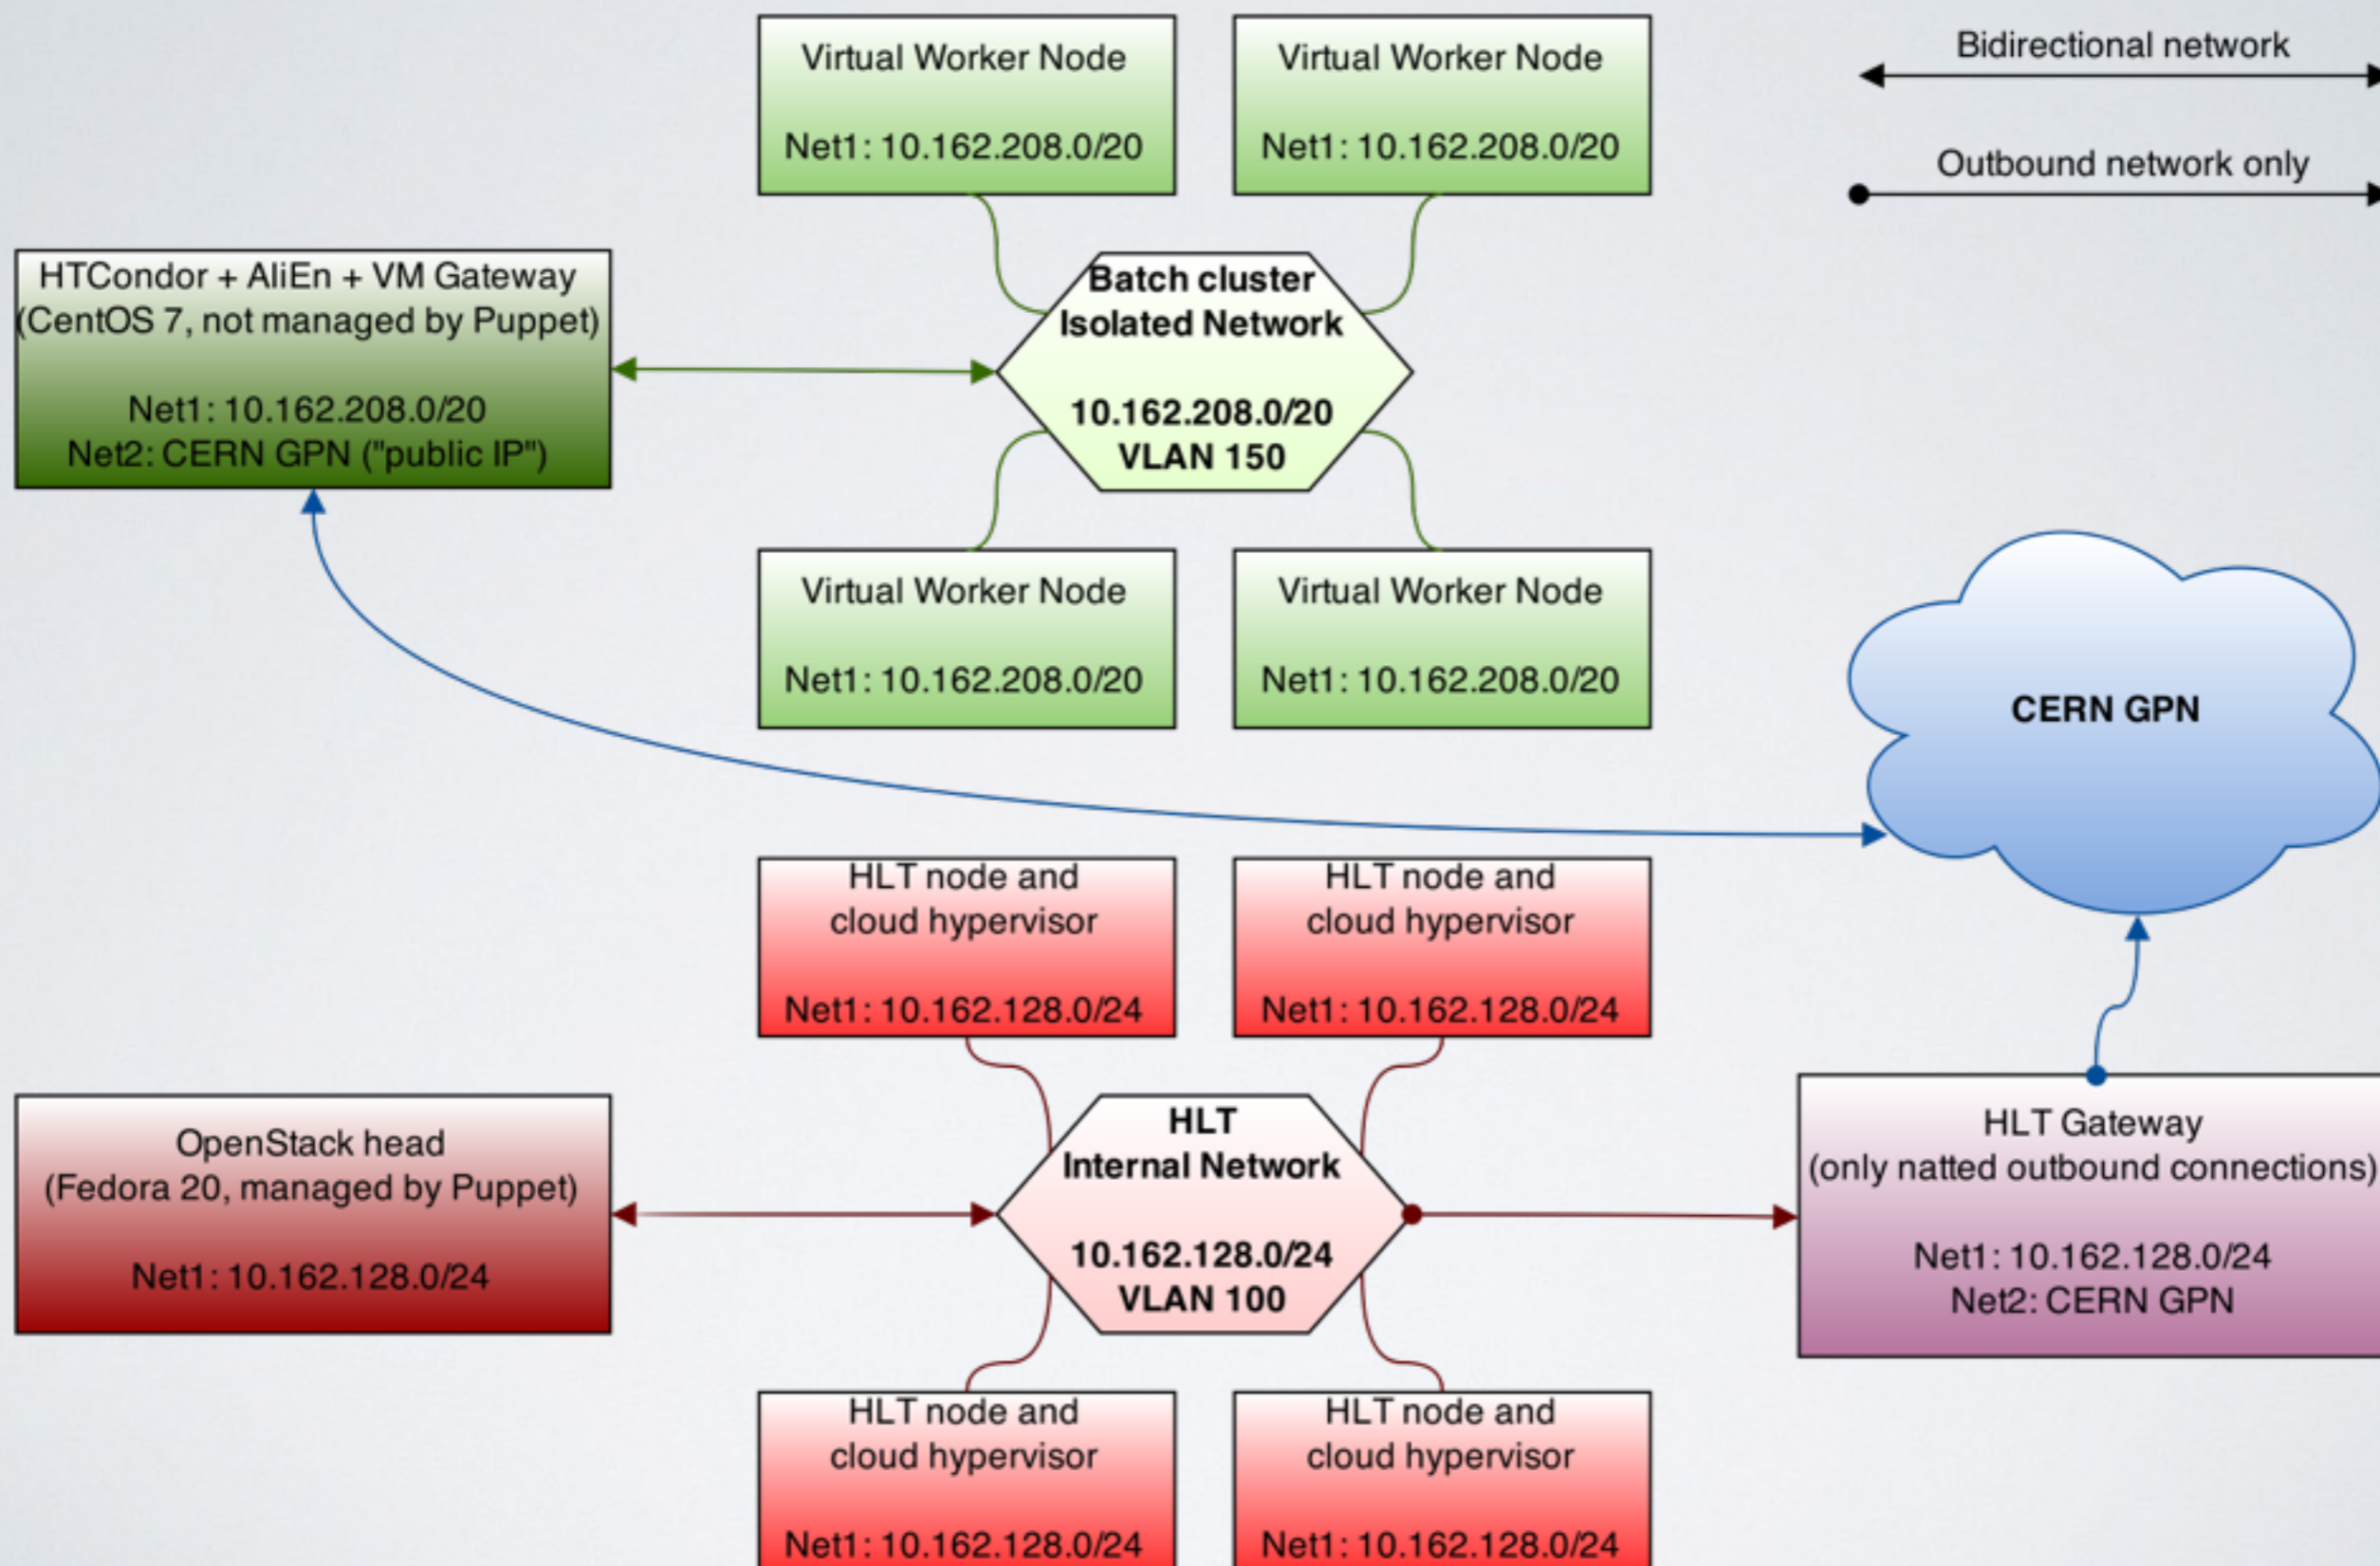 Virtual Worker Node
Net1: 10.162.208.0/20
Virtual Worker Node
Net1: 10.162.208.0/20
Bidirectional network
Outbound network only
HTCondor + AliEn + VM Gateway
(CentOS 7, not managed by Puppet)
Net1: 10.162.208.0/20
Net2: CERN GPN ("public IP")
Batch cluster
Isolated Network
10.162.208.0/20
VLAN 150
Virtual Worker Node
Net1: 10.162.208.0/20
Virtual Worker Node
Net1: 10.162.208.0/20
CERN GPN
HLT node and
cloud hypervisor
Net1: 10.162.128.0/24
HLT node and
cloud hypervisor
Net1: 10.162.128.0/24
OpenStack head
(Fedora 20, managed by Puppet)
Net1: 10.162.128.0/24
HLT
Internal Network
10.162.128.0/24
VLAN 100
HLT Gateway
(only natted outbound connections)
Net1: 10.162.128.0/24
Net2: CERN GPN
HLT node and
cloud hypervisor
Net1: 10.162.128.0/24
HLT node and
cloud hypervisor
Net1: 10.162.128.0/24